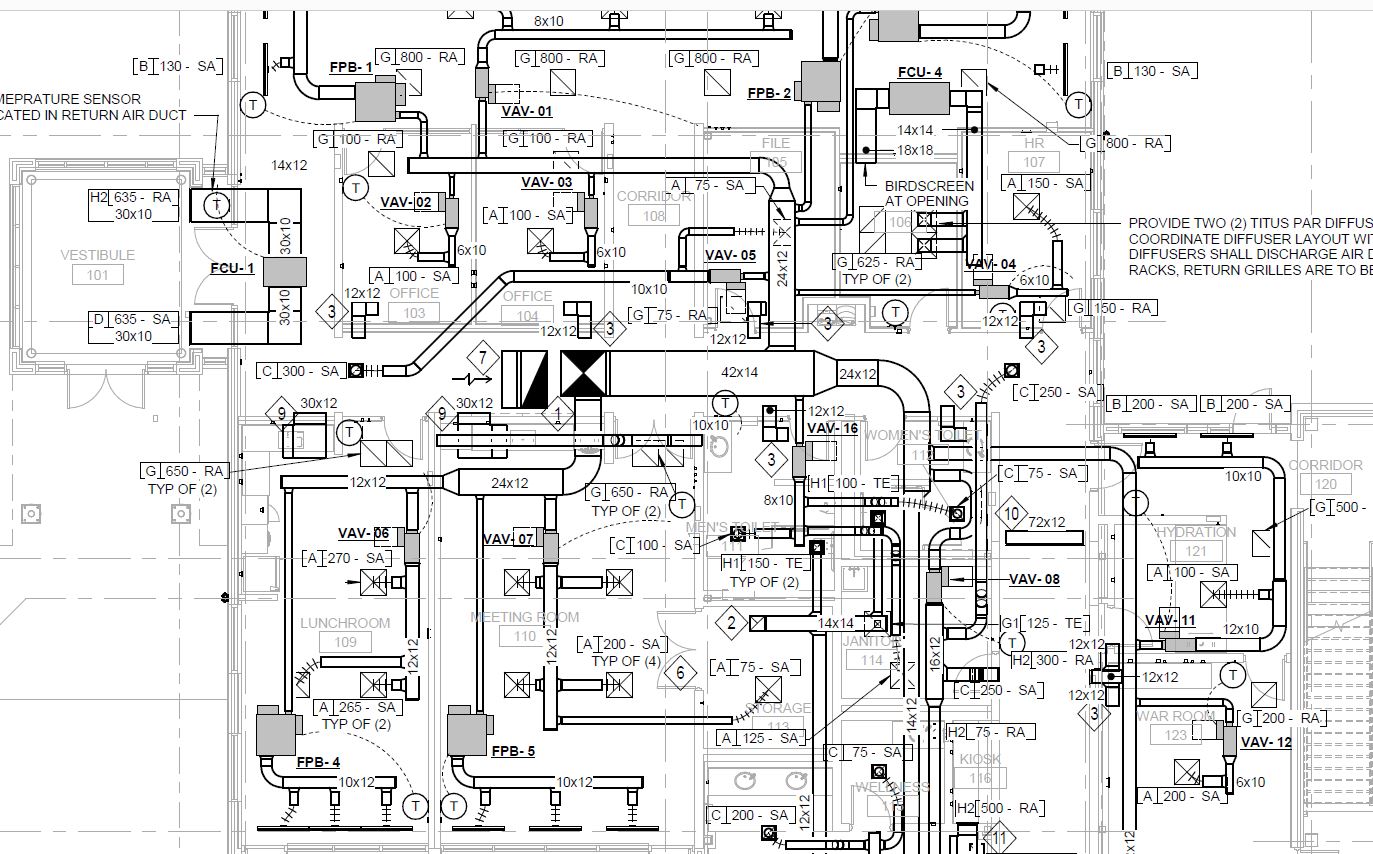 8x10
FPB- 1
G 800 - RA
G 800 - RA
G 800 - RA
B 130 - SA
B 130 - SA
FCU- 4
FPB- 2
MEPRATURE SENSOR
CATED IN RETURN AIR DUCT
T
T
VAV- 01
14x14
18x18
G 100 - RA
G 100 - RA
G 800 - RA
FILE
105
HR
107
14x12
T
VAV- 02
VAV- 03
A 75 - SA
A 150 - SA
BIRDSCREEN
AT OPENING
CORRIDOR
108
H2 635 - RA
30x10
T
A 100 - SA
106
PROVIDE TWO (2) TITUS PAR DIFFUS
COORDINATE DIFFUSER LAYOUT WIT
DIFFUSERS SHALL DISCHARGE AIR D
RACKS, RETURN GRILLES ARE TO BE
30x10
VESTIBULE
101
FCU- 1
6x10
6x10
VAV- 05
24x12
G 625 - RA
TYP OF (2)
VAV- 04
A 100 - SA
10x10
6x10
12x12
OFFICE
103
OFFICE
104
30x10
D 635 - SA
30x10
3
12x12
3
G 75 - RA
12x12
3
T
12x12
G 150 - RA
3
7
C 300 - SA
42x14
24x12
3
C 250 - SA
9
30x12
9
30x12
1
T
10x10
12x12
VAV- 16
B 200 - SA
B 200 - SA
T
WOMEN'S TOILET
3
G 650 - RA
TYP OF (2)
12x12
24x12
G 650 - RA
TYP OF (2)
T
H1 100 - TE
8x10
C 75 - SA
10x10
CORRIDOR
120
T
10
72x12
G 500 -
MEN'S TOILET
111
VAV- 06
VAV- 07
C 100 - SA
HYDRATION
121
A 270 - SA
H1 150 - TE
TYP OF (2)
VAV- 08
A 100 - SA
LUNCHROOM
109
MEETING ROOM
110
2
14x14
G1 125 - TE
VAV- 11
12x10
A 200 - SA
TYP OF (4)
12x12
12x12
JANITOR
114
16x12
T
12x12
H2 300 - RA
6
A 75 - SA
12x12
T
C 250 - SA
12x12
3
A 265 - SA
TYP OF (2)
STORAGE
113
14x12
WAR ROOM
123
G 200 - RA
A 125 - SA
H2 75 - RA
VAV- 12
FPB- 4
FPB- 5
C 75 - SA
KIOSK
116
10x12
10x12
6x10
A 200 - SA
T
T
12x12
C 200 - SA
H2 500 - RA
11